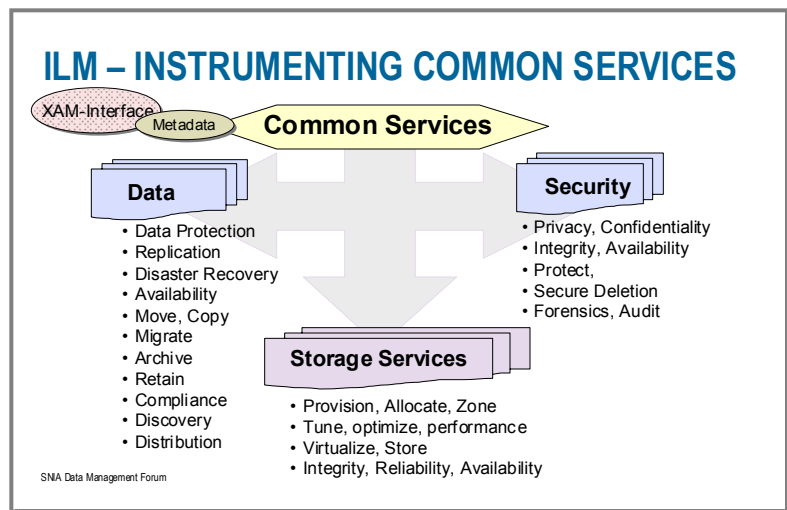 ILM – INSTRUMENTING COMMON SERVICES
XAM-Interface
Metadata
Common Services
Data
• Data Protection
• Replication
• Disaster Recovery
• Availability
• Move, Copy
• Migrate
• Archive
• Retain
• Compliance
• Discovery
• Distribution
Security
• Privacy, Confidentiality
• Integrity, Availability
• Protect,
• Secure Deletion
• Forensics, Audit
Storage Services
• Provision, Allocate, Zone
• Tune, optimize, performance
• Virtualize, Store
• Integrity, Reliability, Availability
SNIA Data Management Forum